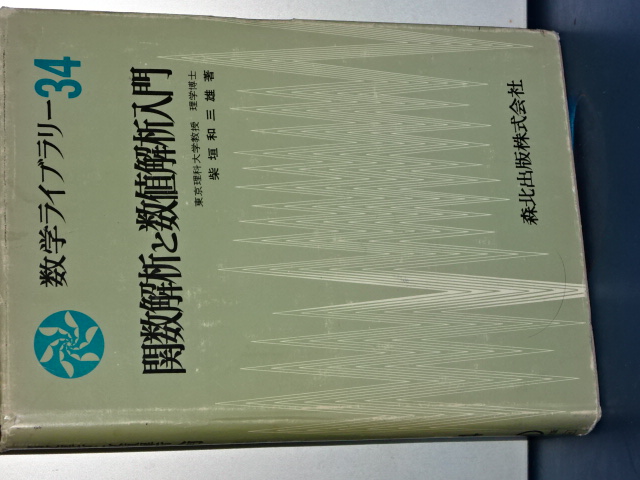 数学ライブラリー34
関数解析と数値解析入門
東京理科大学教授 理学博士
柴垣和三雄著
森北出版株式会社